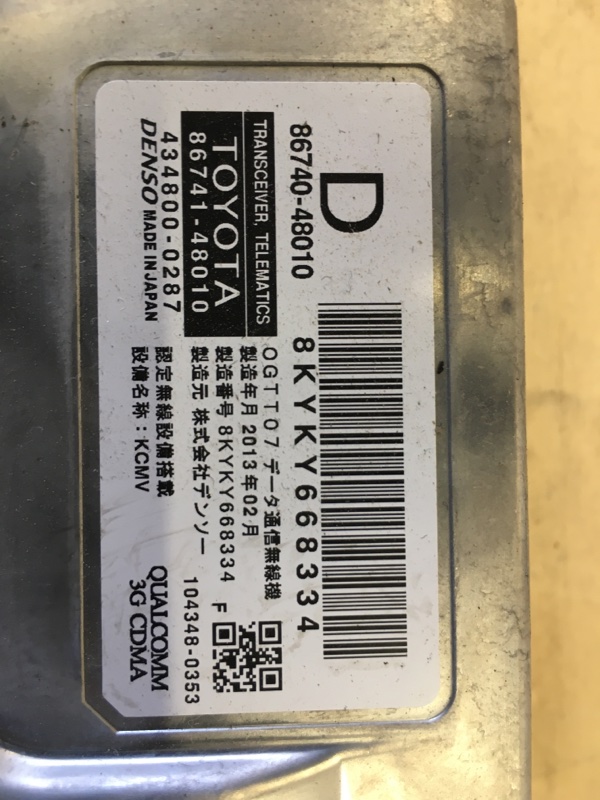 D
86740-48010
8KYKY668334
TRANSCEIVER, TELEMATICS
TOYOTA
86741-48010
434800-0287
DENSO MADE IN JAPAN
OGTT07 データ通信無線機
製造年月 2013年02月
製造番号 8KYKY668334 F
製造元 株式会社デンソー
104348-0353
認定無線設備搭載
設備名称：KCMV
QUALCOMM
3G CDMA